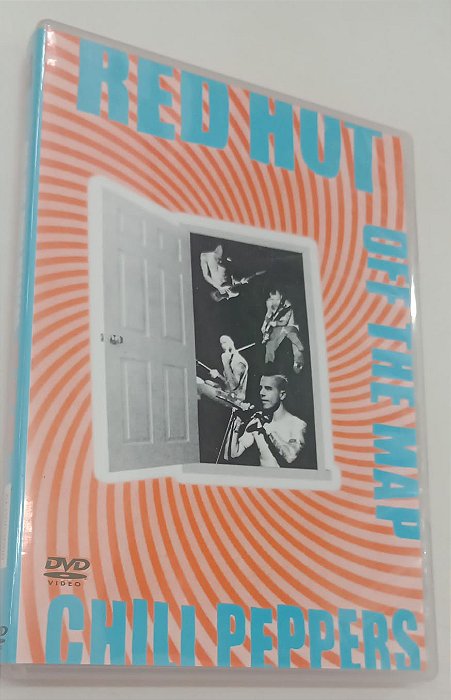 RED HOT
OFF THE MAP
DVD
VIDEO
CHILI PEPPERS